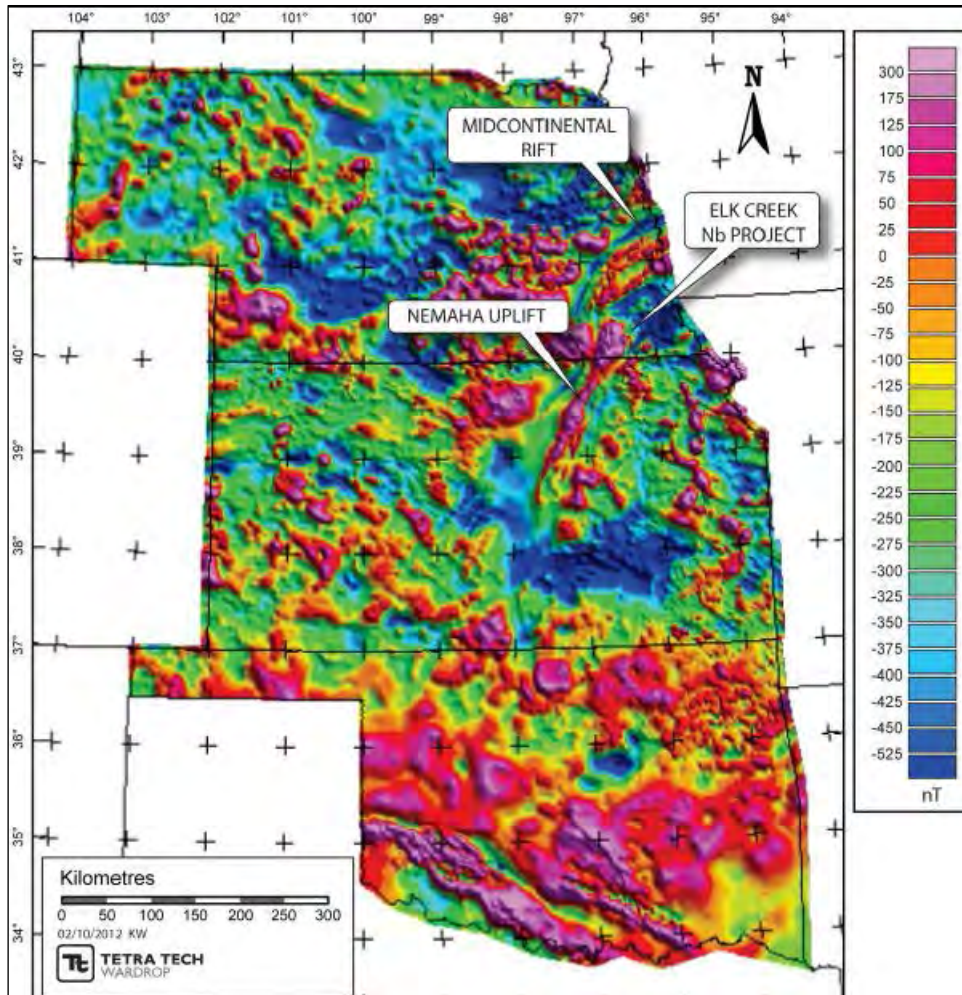 104° 103° 102° 101° 100° 99° 98° 97° 96° 95° 94°
43°
42°
41°
40°
39°
38°
37°
36°
35°
34°
N
MIDCONTINENTAL
RIFT
ELK CREEK
Nb PROJECT
NEMAHA UPLIFT
300
175
125
100
75
50
25
0
-25
-50
-75
-100
-125
-150
-175
-200
-225
-250
-275
-300
-325
-350
-375
-400
-425
-450
-525
nT
Kilometres
0 50 100 150 200 250 300
02/10/2012 KW
Tt TETRA TECH
WARDROP